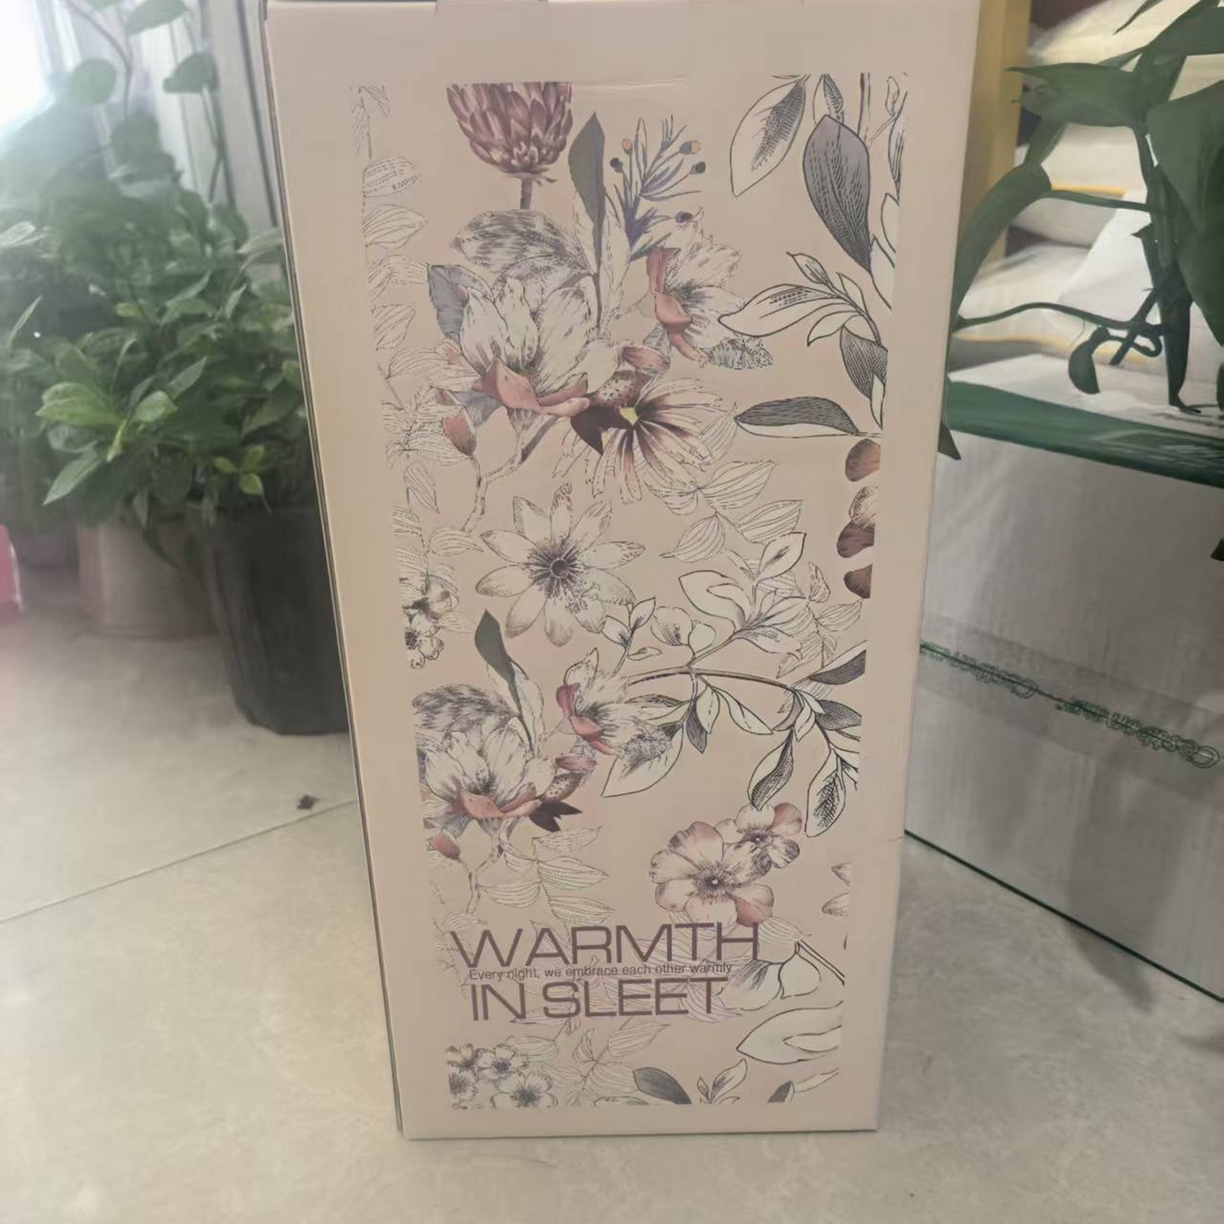 WARMTH
Every night, we embrace each other warmly
IN SLEET